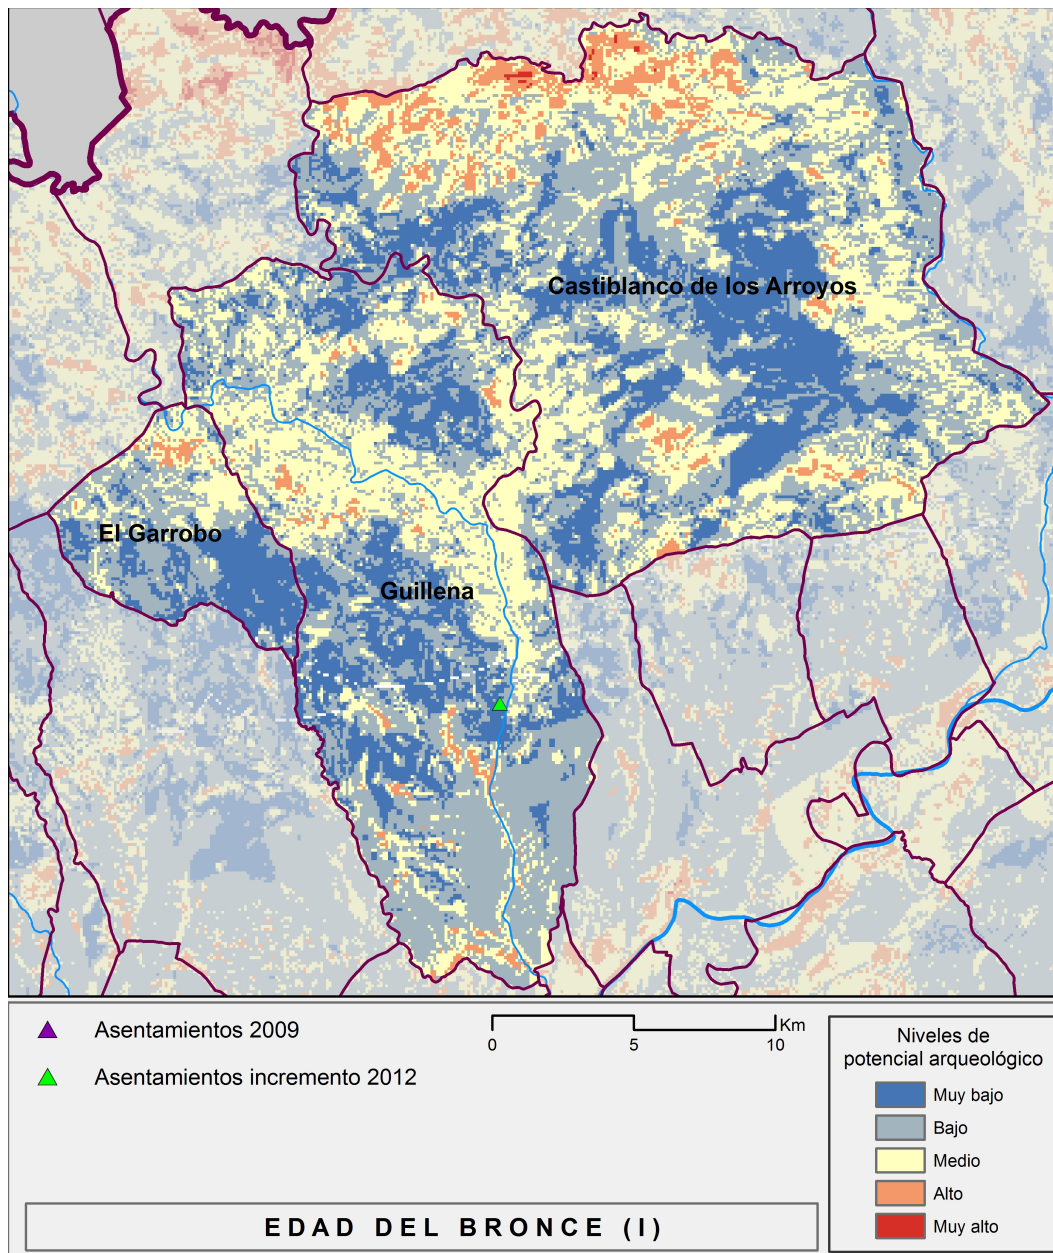 Castiblanco de los Arroyos
El Garrobo
Guillena
Asentamientos 2009
Asentamientos incremento 2012
Km
0 5 10
Niveles de
potencial arqueológico
Muy bajo
Bajo
Medio
Alto
Muy alto
EDAD DEL BRONCE (I)